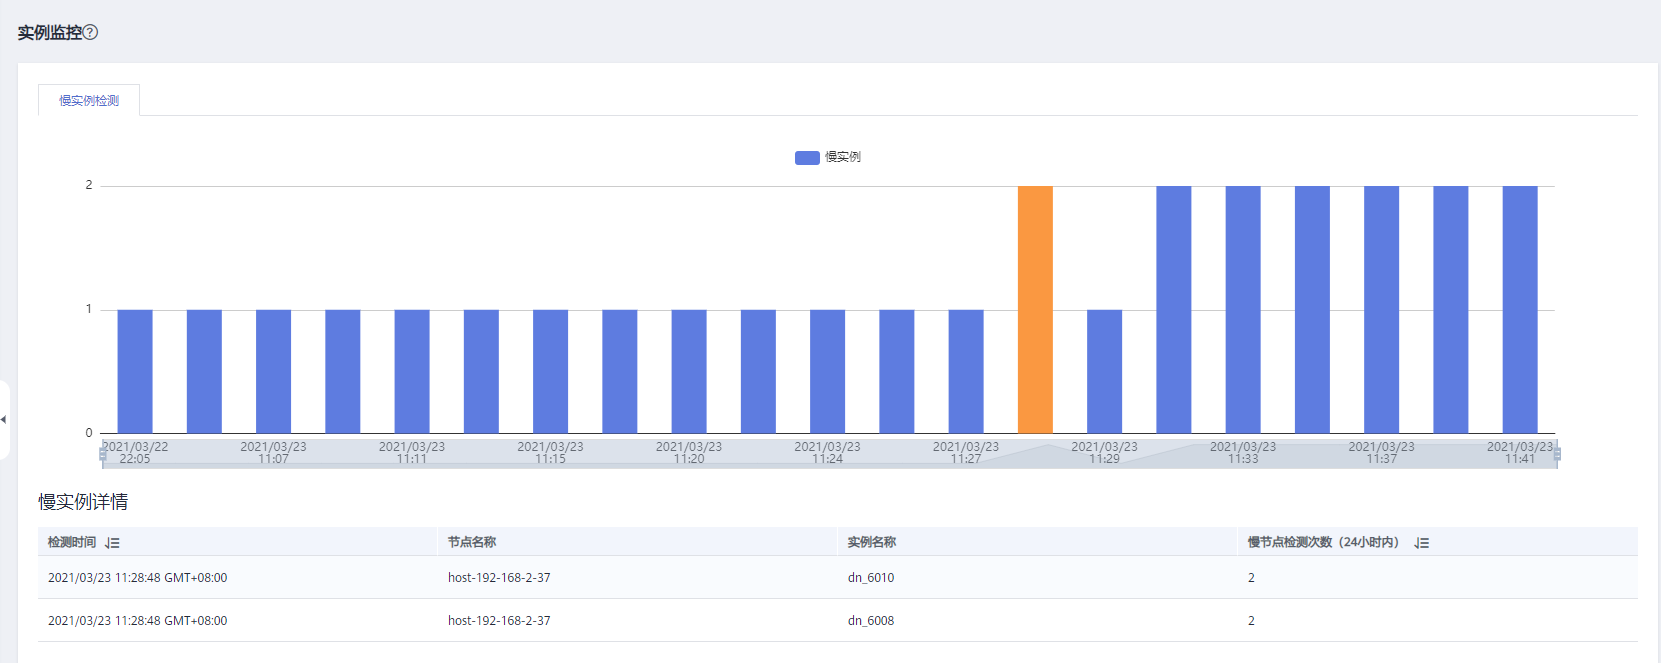 实例监控?
慢实例检测
慢实例
2
1
0
2021/03/22 2021/03/23 2021/03/23 2021/03/23 2021/03/23 2021/03/23 2021/03/23 2021/03/23 2021/03/23 2021/03/23 2021/03/23
22:05 11:07 11:11 11:15 11:20 11:24 11:27 11:29 11:33 11:37 11:41
慢实例详情
检测时间 节点名称 实例名称 慢节点检测次数（24小时内）
2021/03/23 11:28:48 GMT+08:00 host-192-168-2-37 dn_6010 2
2021/03/23 11:28:48 GMT+08:00 host-192-168-2-37 dn_6008 2